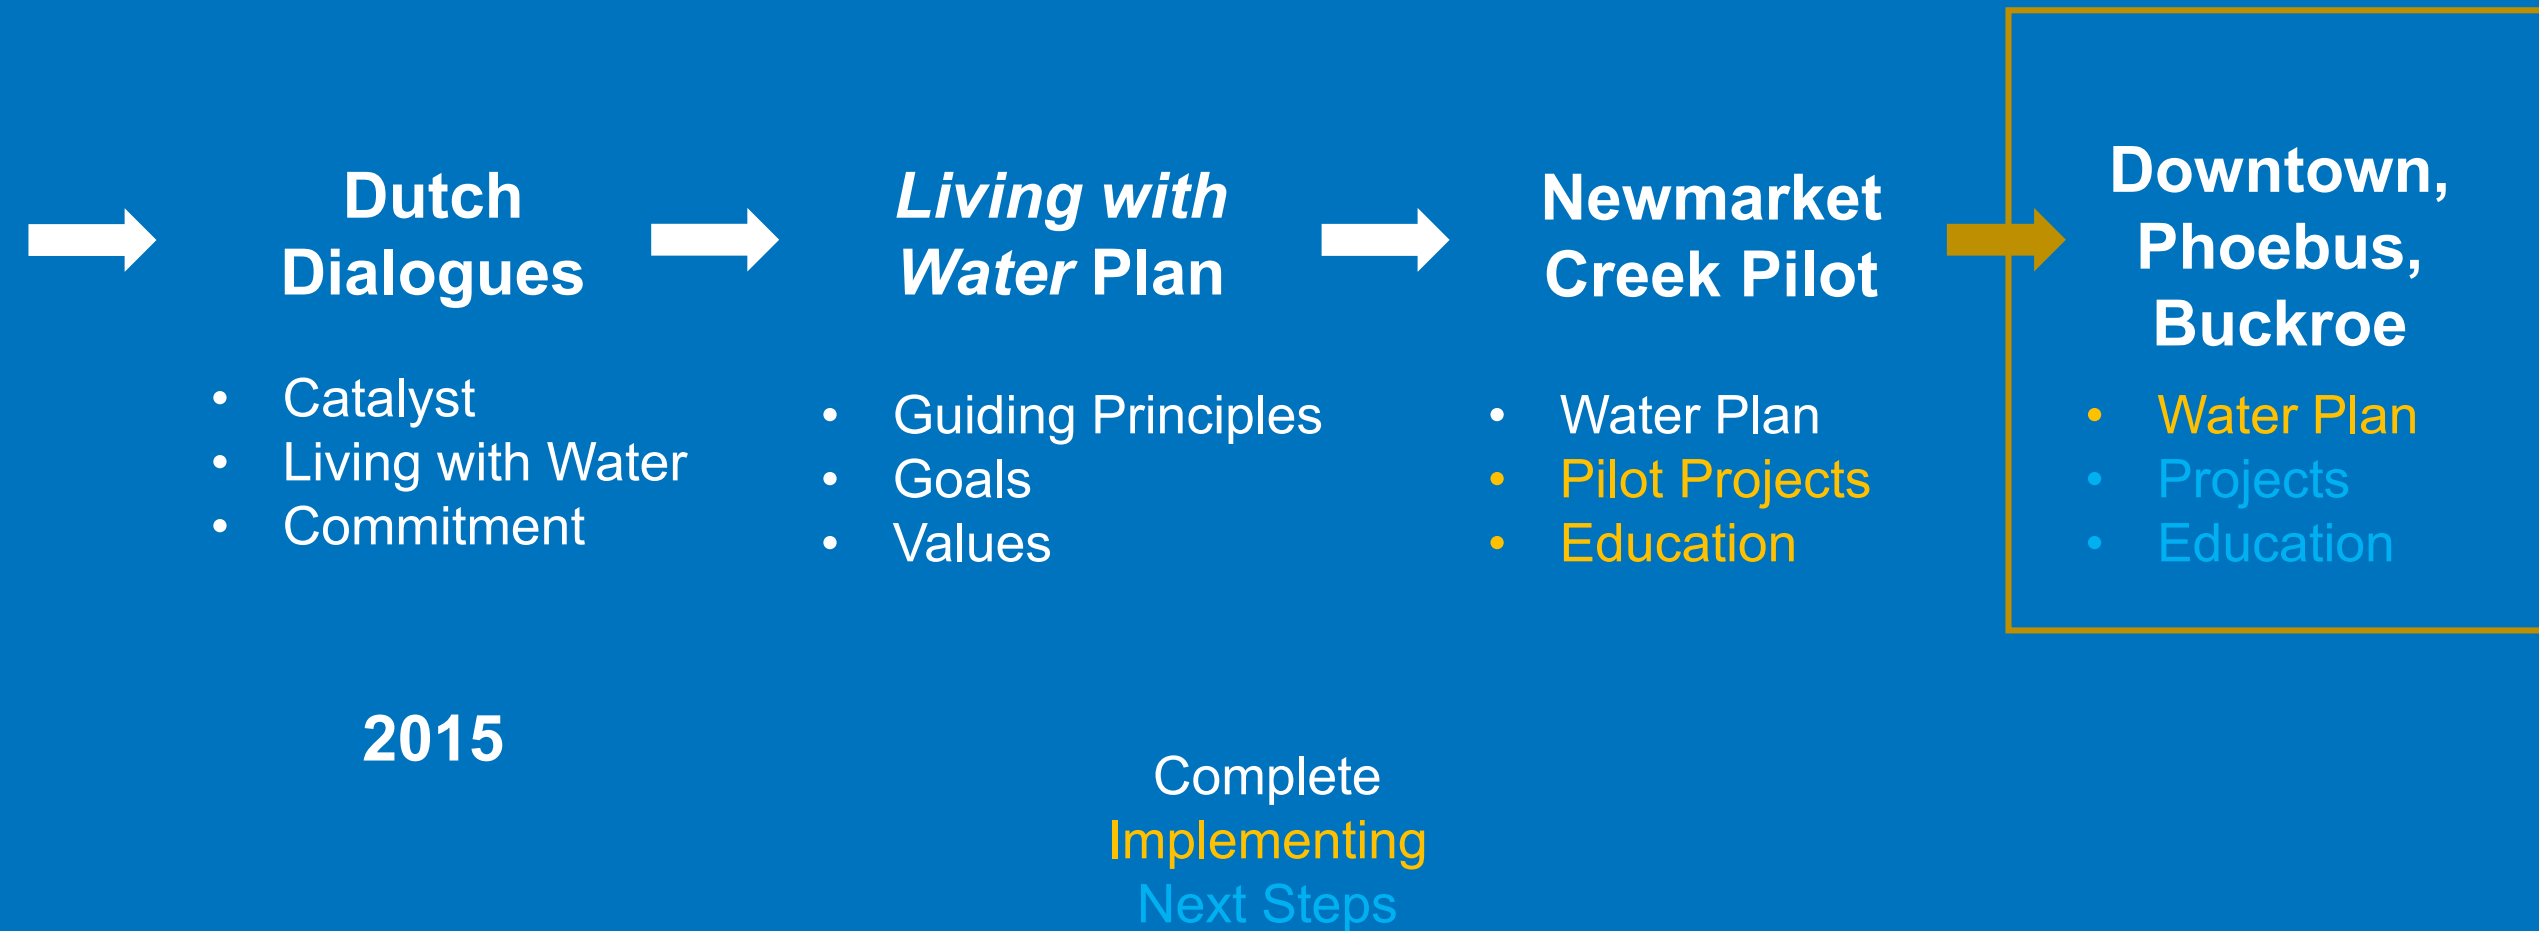 Dutch
Dialogues
• Catalyst
• Living with Water
• Commitment
2015
Living with
Water Plan
• Guiding Principles
• Goals
• Values
Newmarket
Creek Pilot
• Water Plan
• Pilot Projects
• Education
Downtown,
Phoebus,
Buckroe
• Water Plan
• Projects
• Education
Complete
Implementing
Next Steps